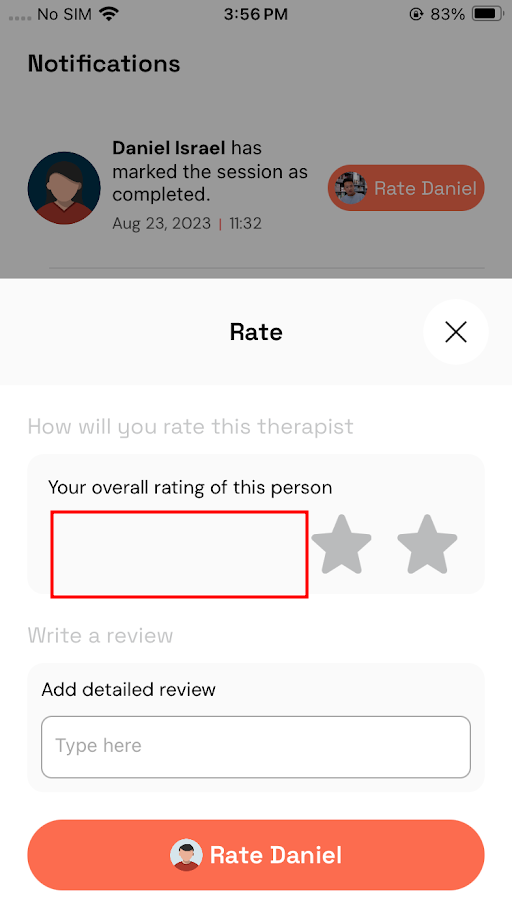 No SIM 3:56 PM 83%
Notifications
Daniel Israel has
marked the session as
completed.
Aug 23, 2023 | 11:32
Rate Daniel
Rate
How will you rate this therapist
Your overall rating of this person
Write a review
Add detailed review
Type here
Rate Daniel